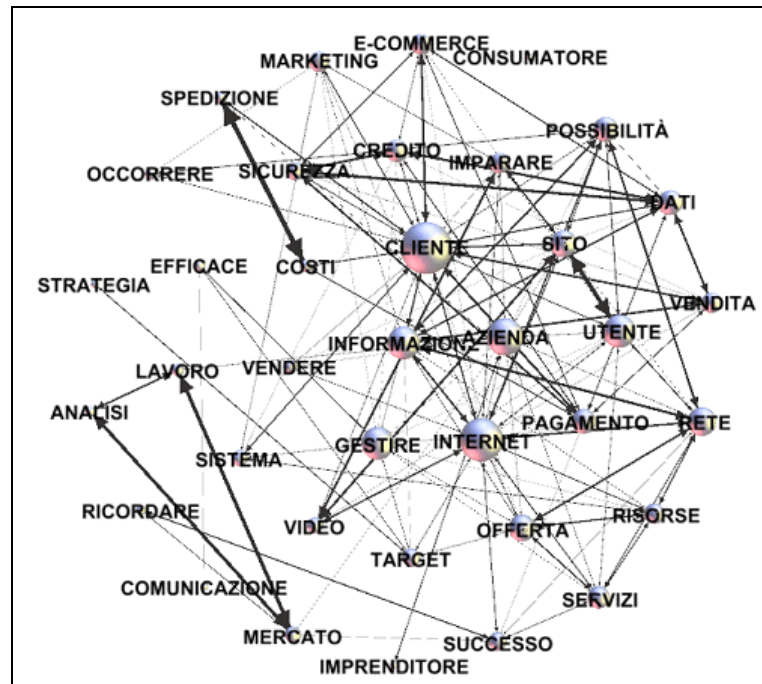 E-COMMERCE
CONSUMATORE
MARKETING
SPEDIZIONE
POSSIBILITÀ
CREDITO
IMPARARE
OCCORRERE
SICUREZZA
DATI
CLIENTE
SITO
EFFICACE
COSTI
STRATEGIA
VENDITA
INFORMAZIONE
AZIENDA
UTENTE
LAVORO
VENDERE
ANALISI
PAGAMENTO
RETE
GESTIRE
INTERNET
SISTEMA
RICORDARE
VIDEO
OFFERTA
RISORSE
TARGET
COMUNICAZIONE
SERVIZI
MERCATO
SUCCESSO
IMPRENDITORE